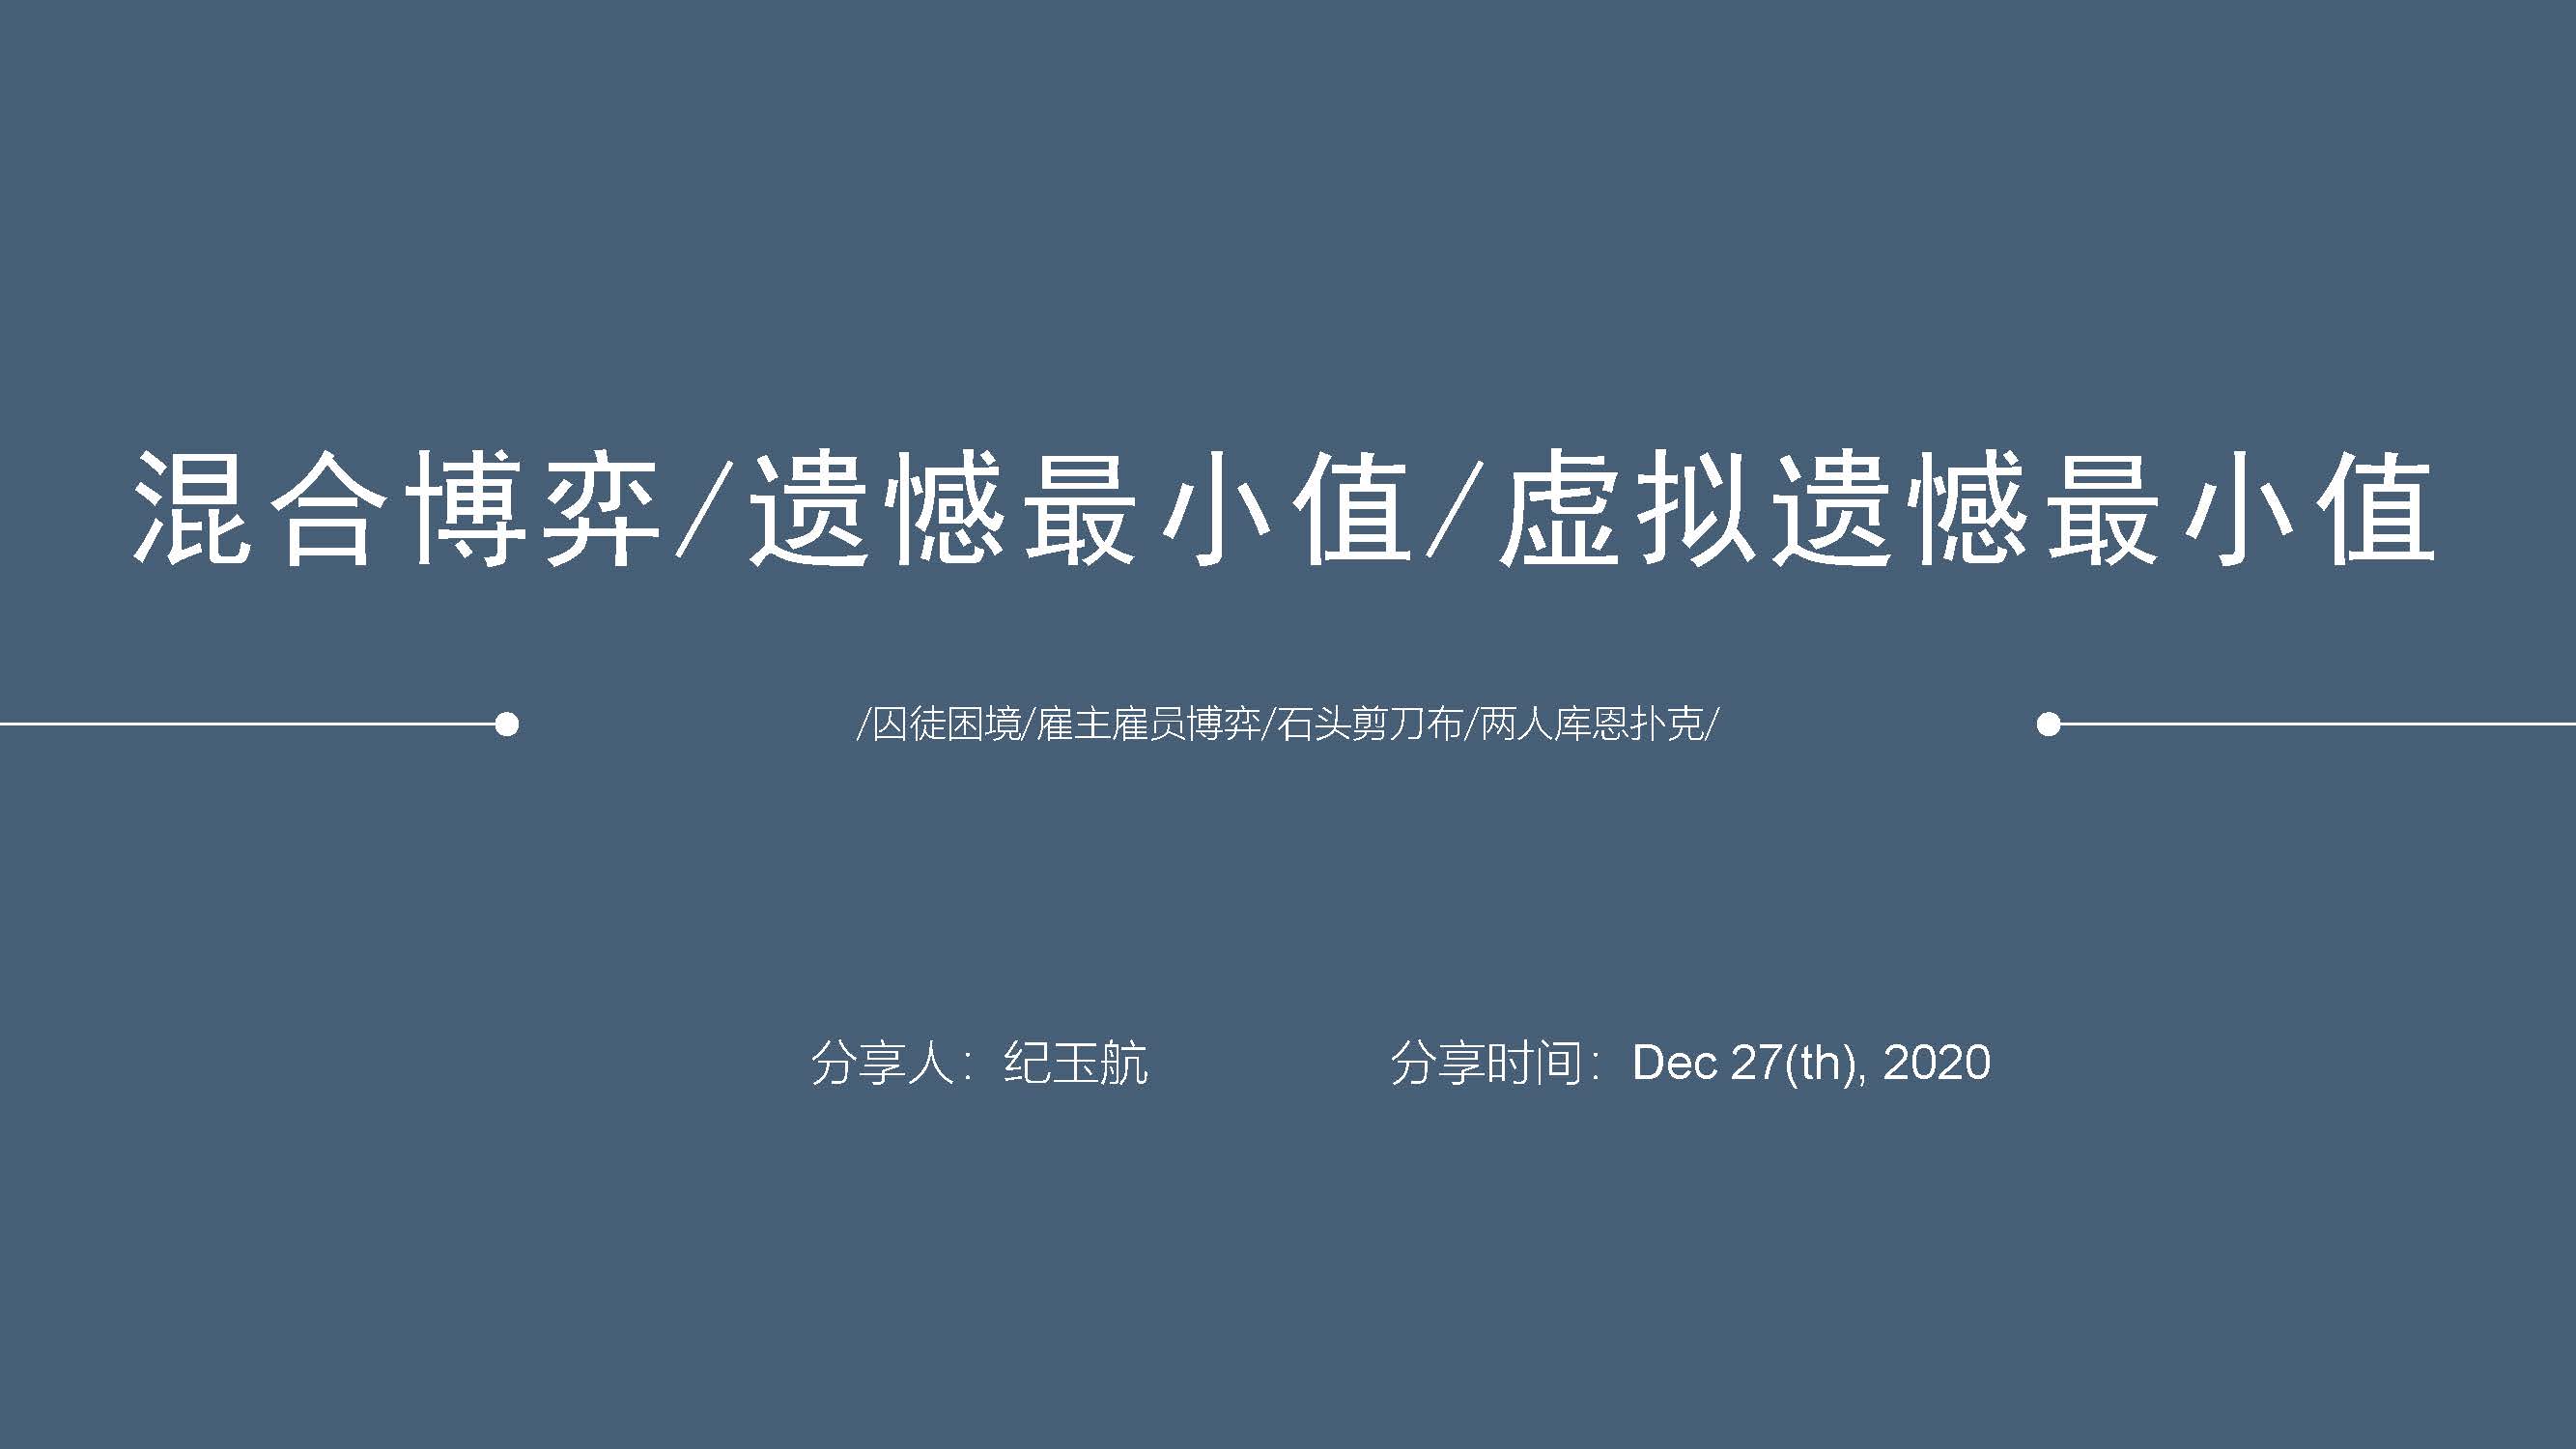 混合博弈/遗憾最小值/虚拟遗憾最小值
/囚徒困境/雇主雇员博弈/石头剪刀布/两人库恩扑克/
分享人：纪玉航 分享时间：Dec 27(th), 2020